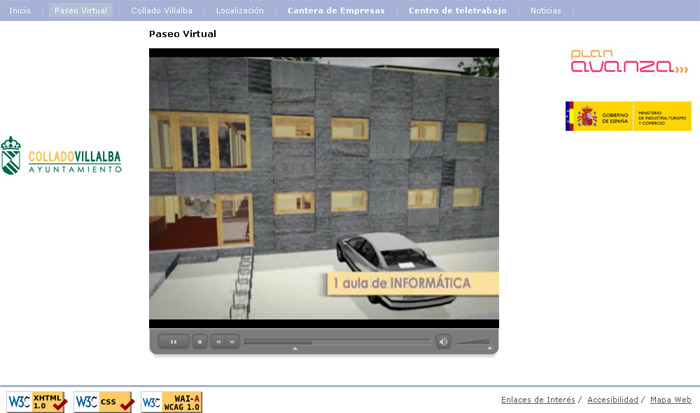 Inicio
Paseo Virtual
Collado Villalba
Localización
Cantera de Empresas
Centro de teletrabajo
Noticias
Paseo Virtual
plan
avanza
COLLADOVILLALBA
AYUNTAMIENTO
GOBIERNO
DE ESPAÑA
MINISTERIO
DE INDUSTRIA, TURISMO
Y COMERCIO
1 aula de INFORMÁTICA
W3C XHTML 1.0
W3C CSS
W3C WAI-A WCAG 1.0
Enlaces de Interés / Accesibilidad / Mapa Web